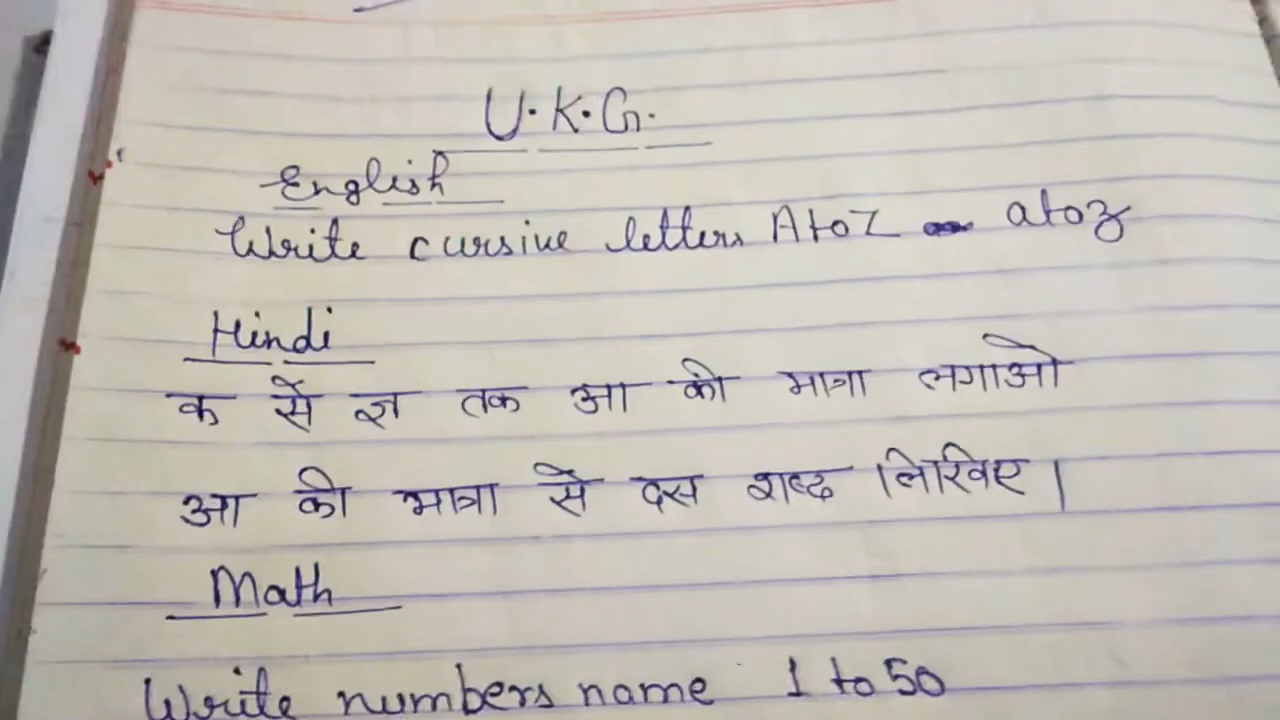 U.K.G.
English
Write cursive letters A to Z - a to z
Hindi
क से ज्ञ तक आ की मात्रा लगाओ
आ की मात्रा से दस शब्द लिखिए।
Math
Write numbers name 1 to 50